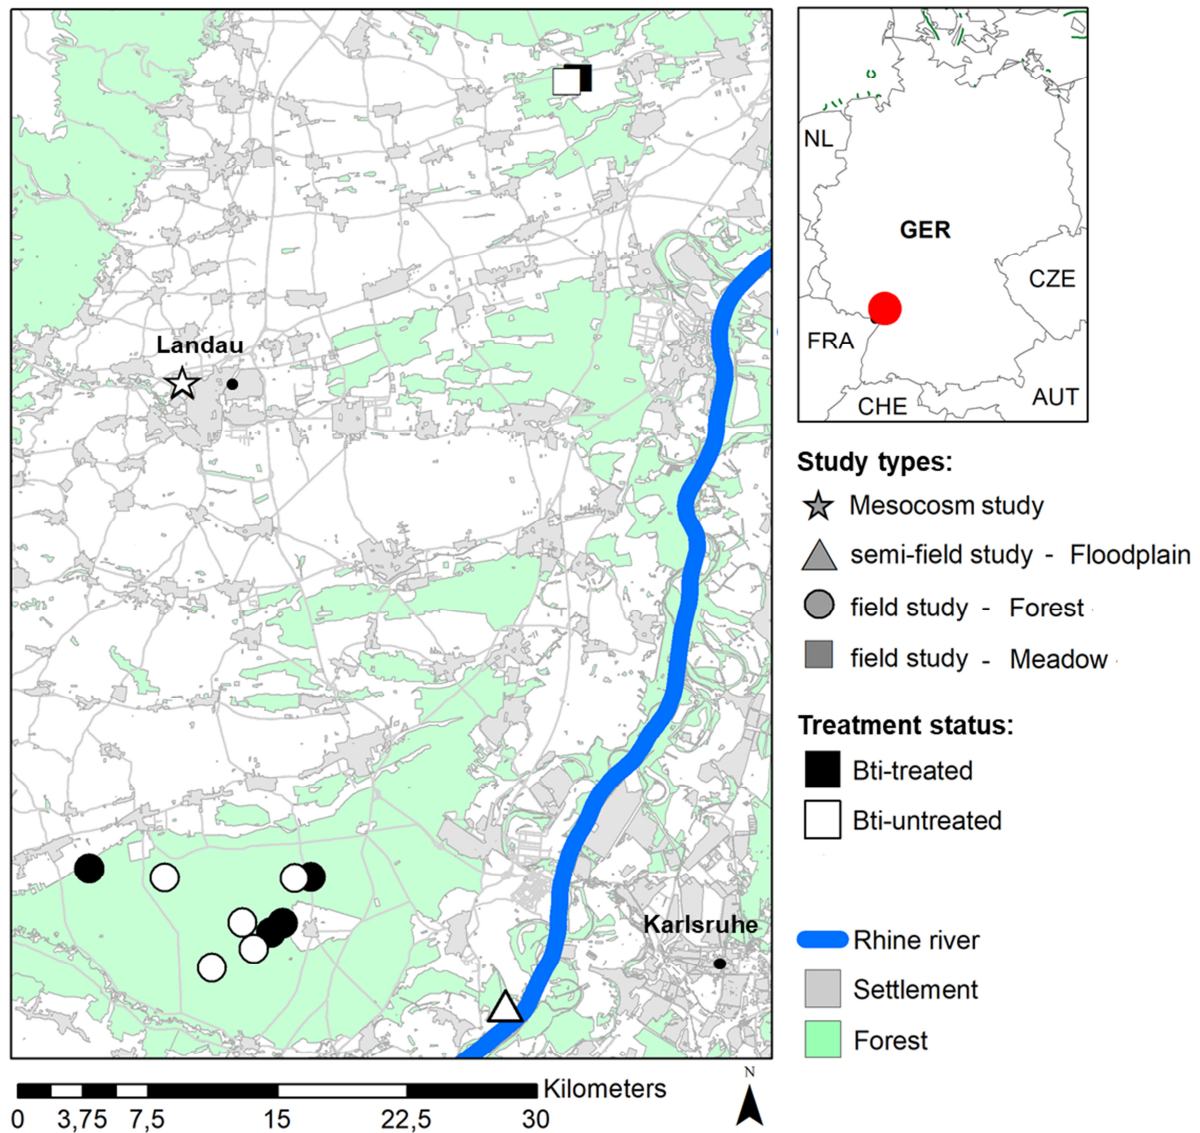 Landau
Karlsruhe
NL
GER
CZE
FRA
CHE
AUT
Study types:
Mesocosm study
semi-field study - Floodplain
field study - Forest
field study - Meadow
Treatment status:
Bti-treated
Bti-untreated
Rhine river
Settlement
Forest
Kilometers
0 3,75 7,5 15 22,5 30
N